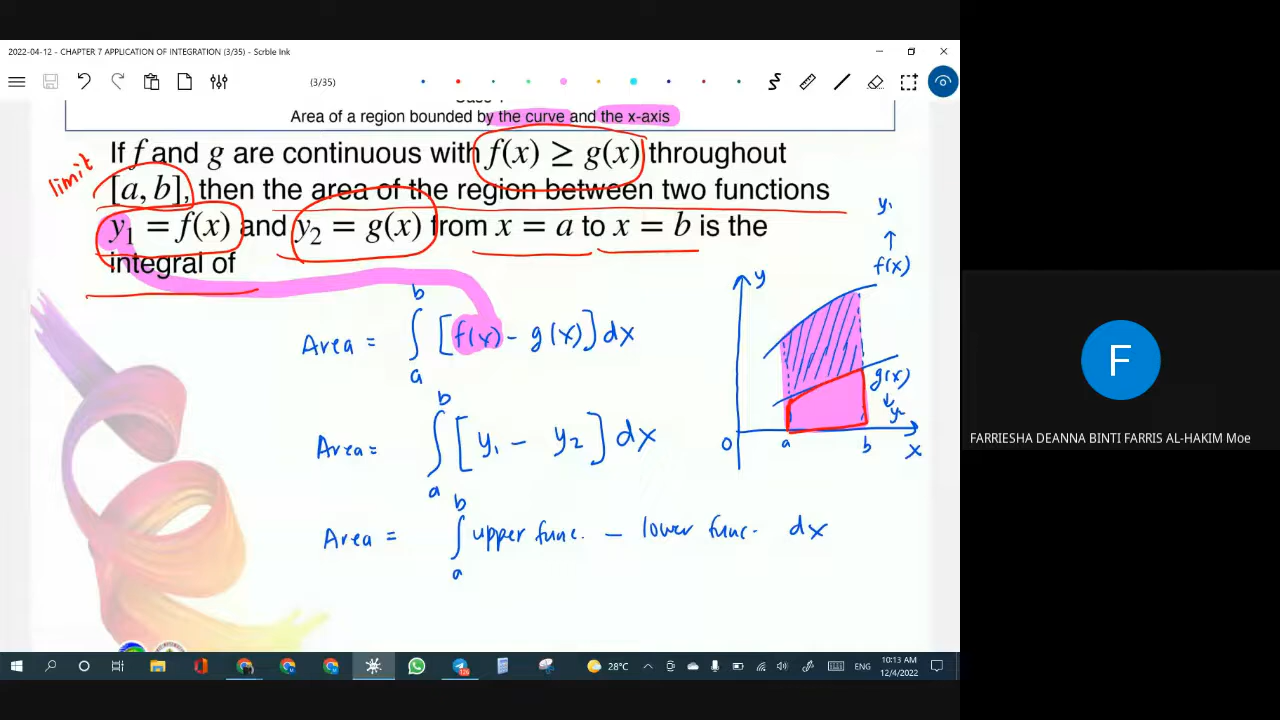 2022-04-12 - CHAPTER 7 APPLICATION OF INTEGRATION (3/35) - Scrble Ink
(3/35)
Area of a region bounded by the curve and the x-axis
If f and g are continuous with f(x) ≥ g(x) throughout
limit
[a, b], then the area of the region between two functions
y₁ = f(x) and y₂ = g(x) from x = a to x = b is the
integral of
Area = ∫ₐᵇ [f(x) - g(x)] dx
Area = ∫ₐᵇ [y₁ - y₂] dx
Area = ∫ₐᵇ upper func. - lower func. dx
y₁
↑
f(x)
y
g(x)
0
a
b
x
F
FARRIESHA DEANNA BINTI FARRIS AL-HAKIM Moe
28°C
ENG
10:13 AM
12/4/2022